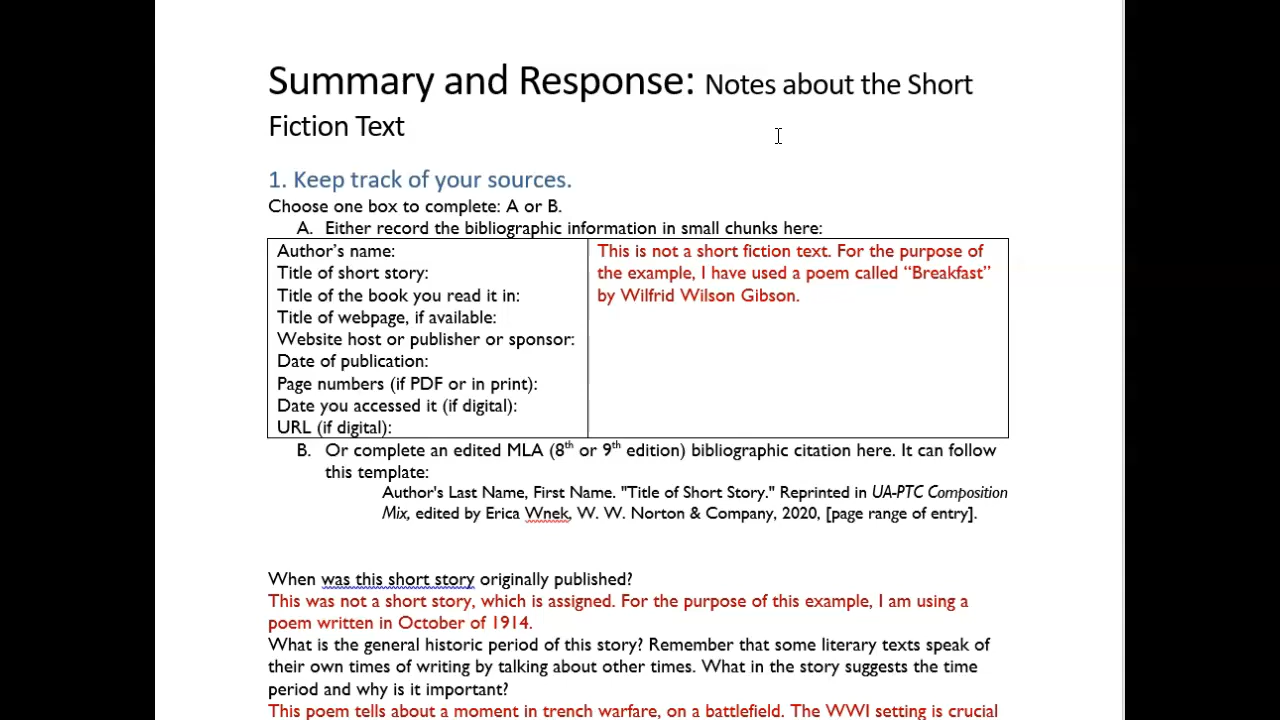 Summary and Response: Notes about the Short
Fiction Text
1. Keep track of your sources.
Choose one box to complete: A or B.
A. Either record the bibliographic information in small chunks here:
Author's name:
Title of short story:
Title of the book you read it in:
Title of webpage, if available:
Website host or publisher or sponsor:
Date of publication:
Page numbers (if PDF or in print):
Date you accessed it (if digital):
URL (if digital):
This is not a short fiction text. For the purpose of
the example, I have used a poem called “Breakfast”
by Wilfrid Wilson Gibson.
B. Or complete an edited MLA (8th or 9th edition) bibliographic citation here. It can follow
this template:
Author's Last Name, First Name. "Title of Short Story." Reprinted in UA-PTC Composition
Mix, edited by Erica Wnek, W. W. Norton & Company, 2020, [page range of entry].
When was this short story originally published?
This was not a short story, which is assigned. For the purpose of this example, I am using a
poem written in October of 1914.
What is the general historic period of this story? Remember that some literary texts speak of
their own times of writing by talking about other times. What in the story suggests the time
period and why is it important?
This poem tells about a moment in trench warfare, on a battlefield. The WWI setting is crucial